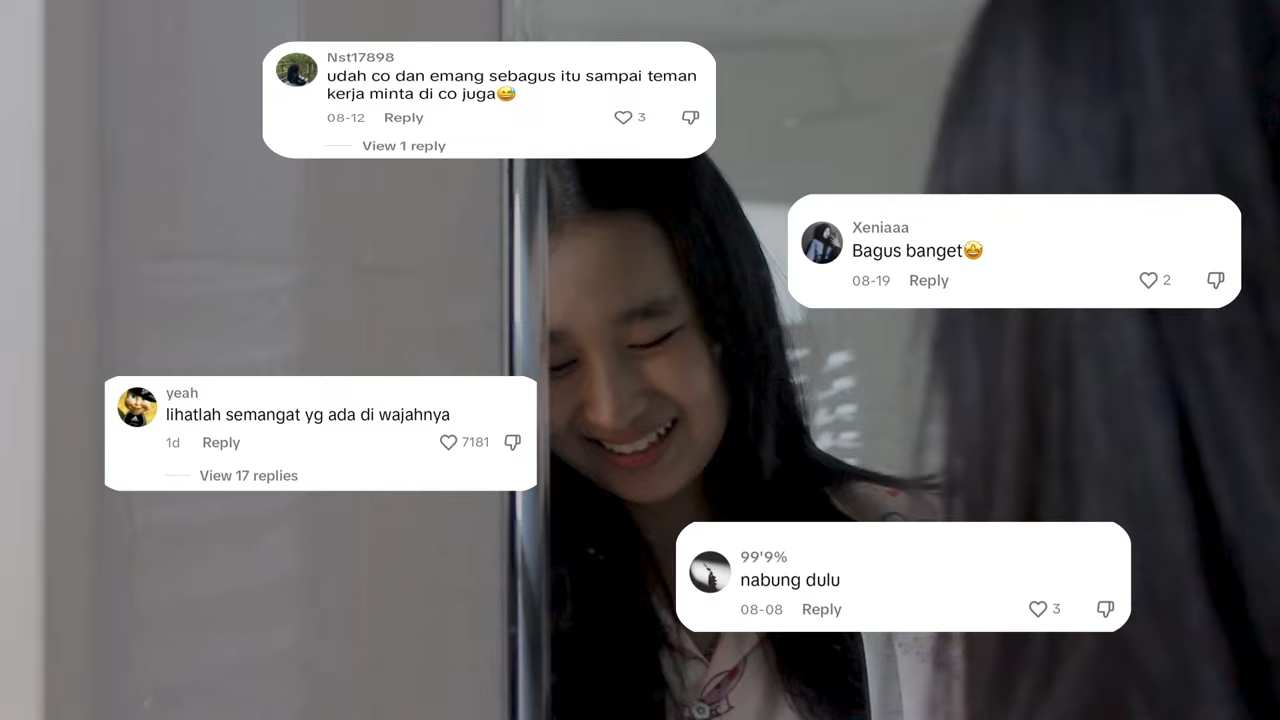 Nst17898
udah co dan emang sebagus itu sampai teman
kerja minta di co juga😅
08-12 Reply 3
View 1 reply
Xeniaaa
Bagus banget🤩
08-19 Reply 2
yeah
lihatlah semangat yg ada di wajahnya
1d Reply 7181
View 17 replies
99'9%
nabung dulu
08-08 Reply 3